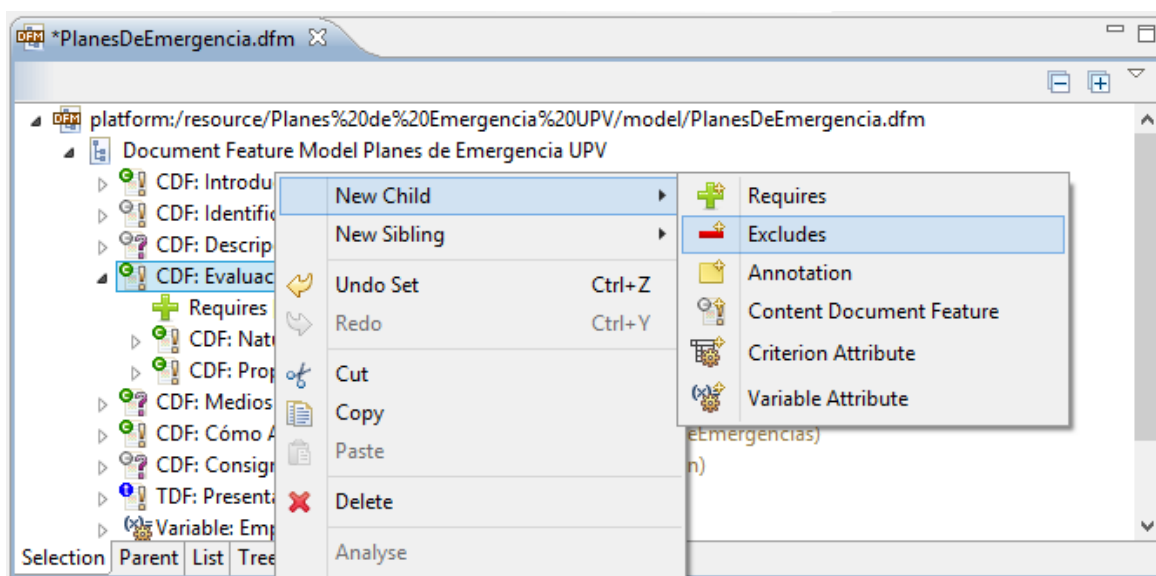 *PlanesDeEmergencia.dfm
platform:/resource/Planes%20de%20Emergencia%20UPV/model/PlanesDeEmergencia.dfm
Document Feature Model Planes de Emergencia UPV
CDF: Introdu
CDF: Identific
CDF: Descrip
CDF: Evaluac
Requires
CDF: Natu
CDF: Prop
CDF: Medios
CDF: Cómo A
eEmergencias)
CDF: Consign
n)
TDF: Presenta
Variable: Emp
Selection Parent List Tree
New Child
New Sibling
Undo Set Ctrl+Z
Redo Ctrl+Y
Cut
Copy
Paste
Delete
Analyse
Requires
Excludes
Annotation
Content Document Feature
Criterion Attribute
Variable Attribute